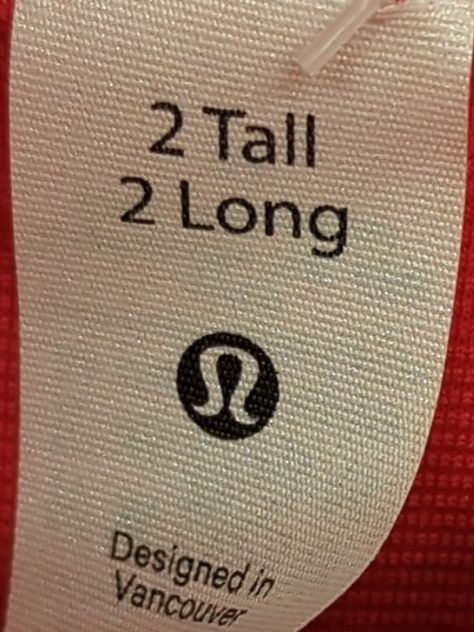 2 Tall
2 Long
Designed in
Vancouver